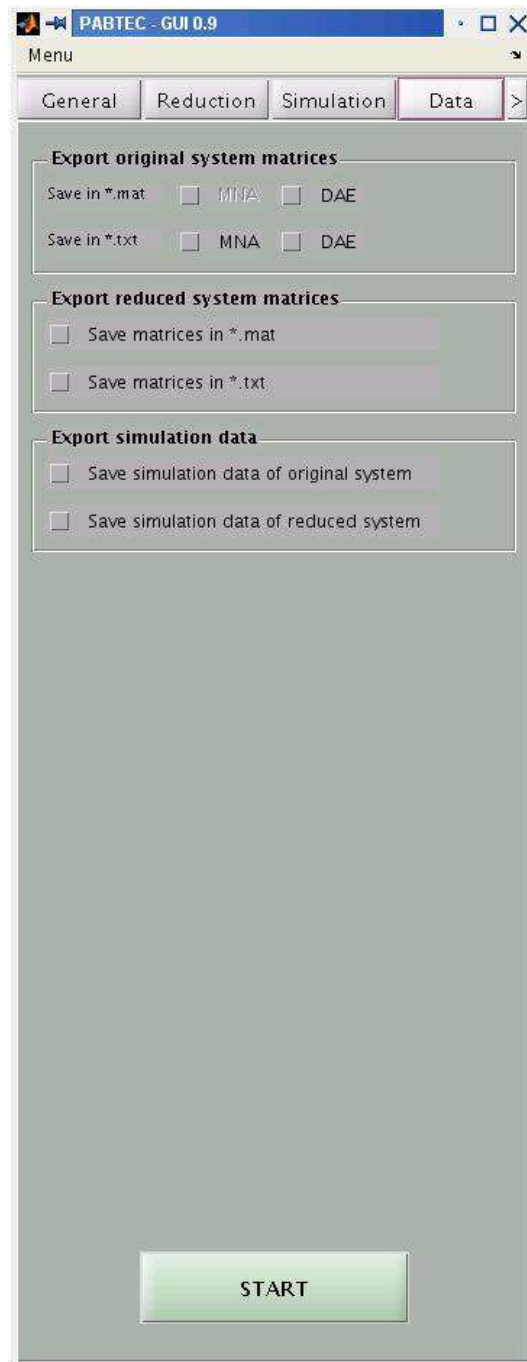 PABTEC - GUI 0.9
Menu
General Reduction Simulation Data >
Export original system matrices
Save in *.mat MNA DAE
Save in *.txt MNA DAE
Export reduced system matrices
Save matrices in *.mat
Save matrices in *.txt
Export simulation data
Save simulation data of original system
Save simulation data of reduced system
START